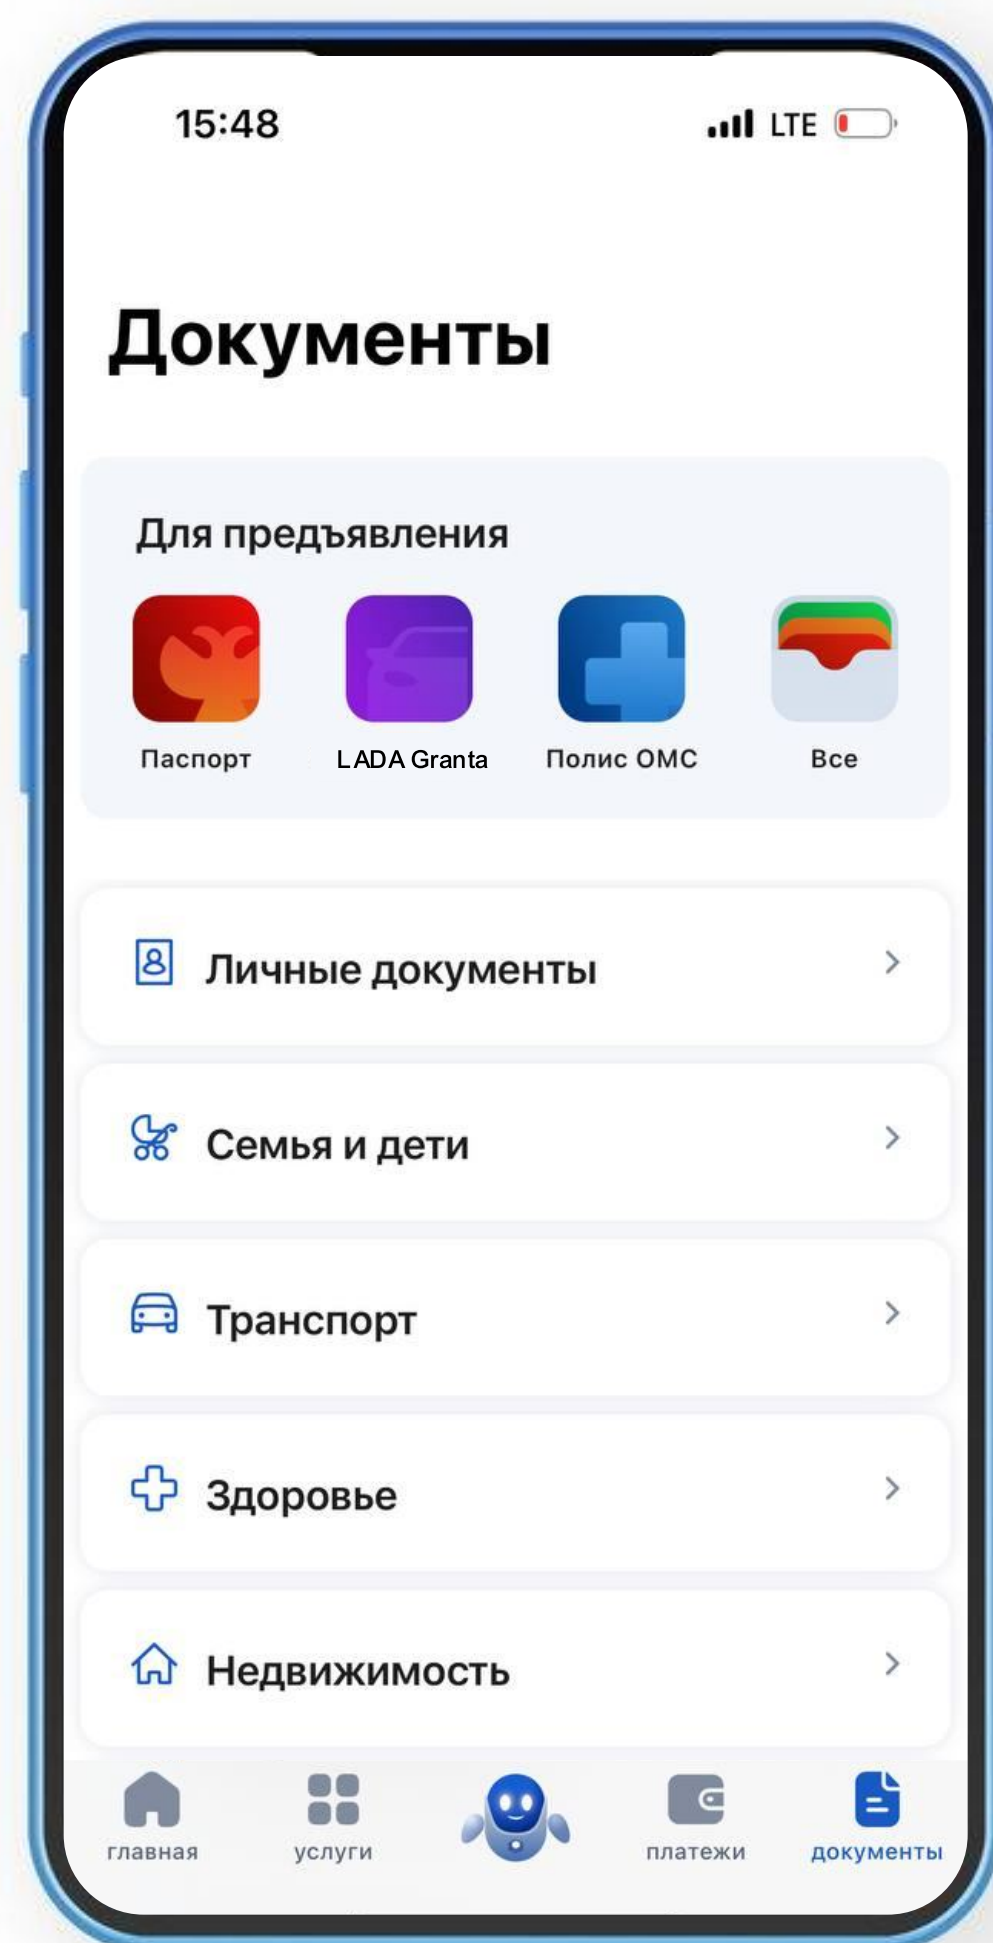 15:48 LTE
Документы
Для предъявления
Паспорт LADA Granta Полис ОМС Все
Личные документы
Семья и дети
Транспорт
Здоровье
Недвижимость
главная услуги платежи документы